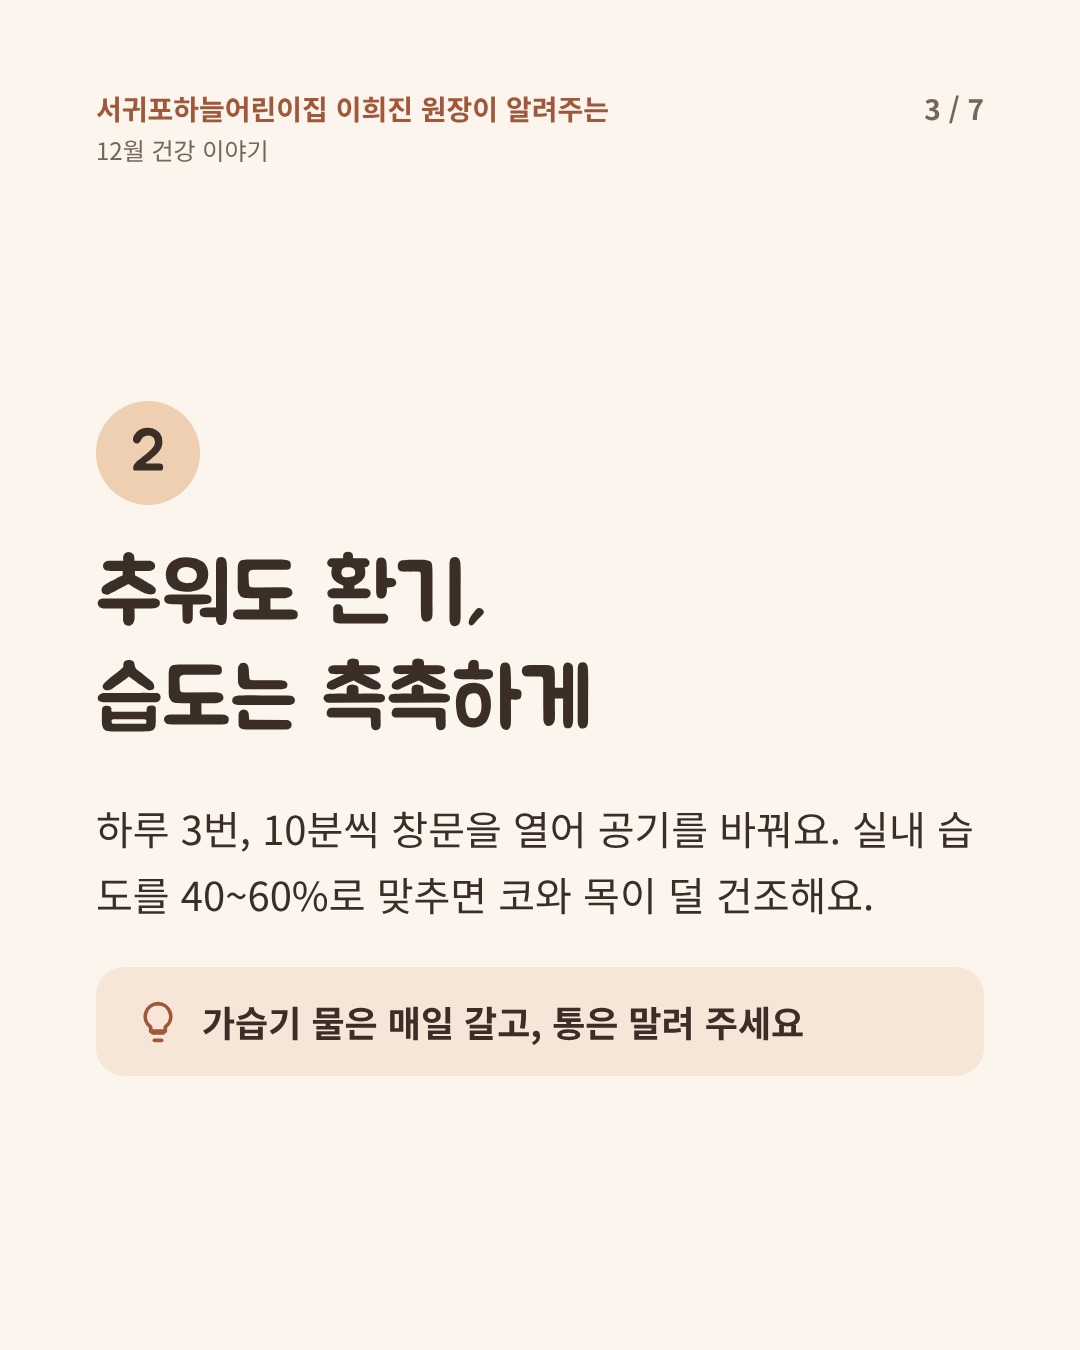 서귀포하늘어린이집 이희진 원장이 알려주는
3 / 7
12월 건강 이야기
2
추워도 환기,
습도는 촉촉하게
하루 3번, 10분씩 창문을 열어 공기를 바꿔요. 실내 습
도를 40~60%로 맞추면 코와 목이 덜 건조해요.
가습기 물은 매일 갈고, 통은 말려 주세요